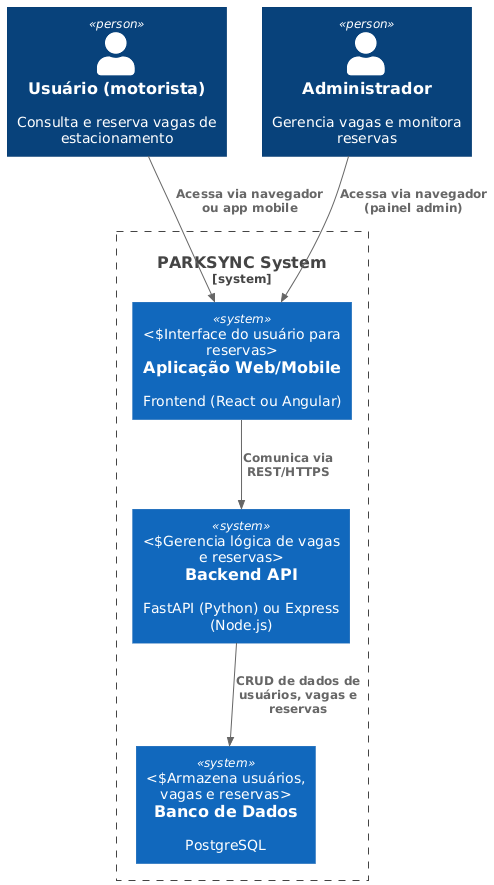 «person»
Usuário (motorista)
Consulta e reserva vagas de
estacionamento
«person»
Administrador
Gerencia vagas e monitora
reservas
Acessa via navegador
ou app mobile
Acessa via navegador
(painel admin)
PARKSYNC System
[system]
«system»
<$Interface do usuário para
reservas>
Aplicação Web/Mobile
Frontend (React ou Angular)
Comunica via
REST/HTTPS
«system»
<$Gerencia lógica de vagas
e reservas>
Backend API
FastAPI (Python) ou Express
(Node.js)
CRUD de dados de
usuários, vagas e
reservas
«system»
<$Armazena usuários,
vagas e reservas>
Banco de Dados
PostgreSQL